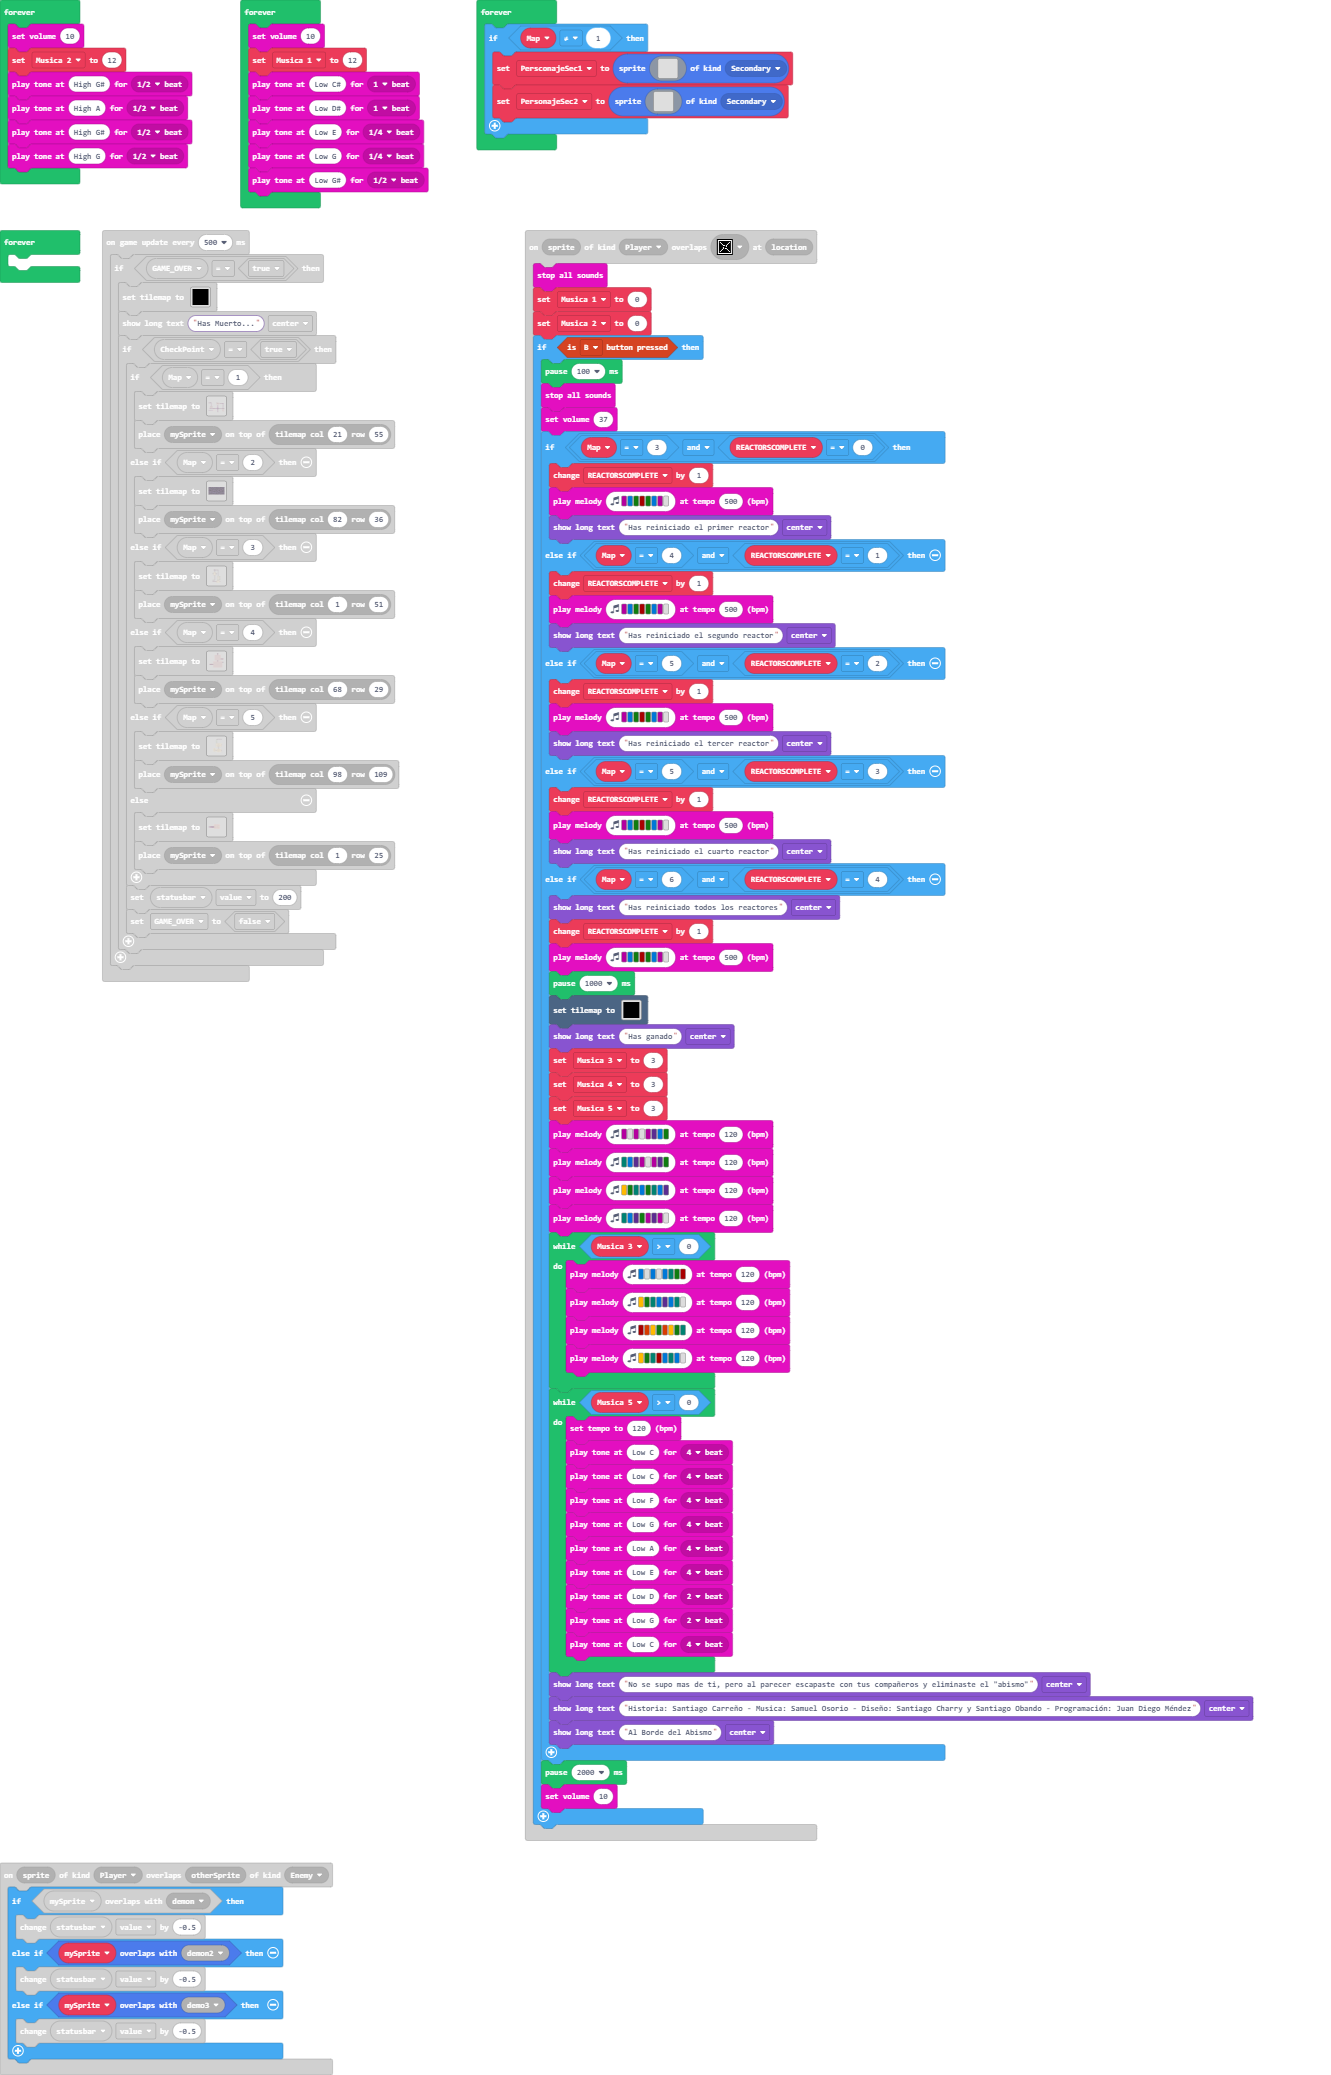 forever
set volume 10
set Musica 2 to 12
play tone at High G# for 1/2 beat
play tone at High A for 1/2 beat
play tone at High G# for 1/2 beat
play tone at High G for 1/2 beat
forever
set volume 10
set Musica 1 to 12
play tone at Low C# for 1 beat
play tone at Low D# for 1 beat
play tone at Low E for 1/4 beat
play tone at Low G for 1/4 beat
play tone at Low G# for 1/2 beat
forever
if Map ≠ 1 then
set PersconajeSec1 to sprite of kind Secondary
set PersonajeSec2 to sprite of kind Secondary
forever
on game update every 500 ms
if GAME_OVER = true then
set tilemap to
show long text "Has Muerto..." center
if CheckPoint = true then
if Map = 1 then
set tilemap to
place mySprite on top of tilemap col 21 row 55
else if Map = 2 then
set tilemap to
place mySprite on top of tilemap col 82 row 36
else if Map = 3 then
set tilemap to
place mySprite on top of tilemap col 1 row 51
else if Map = 4 then
set tilemap to
place mySprite on top of tilemap col 68 row 29
else if Map = 5 then
set tilemap to
place mySprite on top of tilemap col 98 row 109
else
set tilemap to
place mySprite on top of tilemap col 1 row 25
set statusbar value to 200
set GAME_OVER to false
on sprite of kind Player overlaps at location
stop all sounds
set Musica 1 to 0
set Musica 2 to 0
if is B button pressed then
pause 100 ms
stop all sounds
set volume 37
if Map = 3 and REACTORSCOMPLETE = 0 then
change REACTORSCOMPLETE by 1
play melody at tempo 500 (bpm)
show long text "Has reiniciado el primer reactor" center
else if Map = 4 and REACTORSCOMPLETE = 1 then
change REACTORSCOMPLETE by 1
play melody at tempo 500 (bpm)
show long text "Has reiniciado el segundo reactor" center
else if Map = 5 and REACTORSCOMPLETE = 2 then
change REACTORSCOMPLETE by 1
play melody at tempo 500 (bpm)
show long text "Has reiniciado el tercer reactor" center
else if Map = 5 and REACTORSCOMPLETE = 3 then
change REACTORSCOMPLETE by 1
play melody at tempo 500 (bpm)
show long text "Has reiniciado el cuarto reactor" center
else if Map = 6 and REACTORSCOMPLETE = 4 then
show long text "Has reiniciado todos los reactores" center
change REACTORSCOMPLETE by 1
play melody at tempo 500 (bpm)
pause 1000 ms
set tilemap to
show long text "Has ganado" center
set Musica 3 to 3
set Musica 4 to 3
set Musica 5 to 3
play melody at tempo 120 (bpm)
play melody at tempo 120 (bpm)
play melody at tempo 120 (bpm)
play melody at tempo 120 (bpm)
while Musica 3 > 0
do play melody at tempo 120 (bpm)
play melody at tempo 120 (bpm)
play melody at tempo 120 (bpm)
play melody at tempo 120 (bpm)
while Musica 5 > 0
do set tempo to 120 (bpm)
play tone at Low C for 4 beat
play tone at Low C for 4 beat
play tone at Low F for 4 beat
play tone at Low G for 4 beat
play tone at Low A for 4 beat
play tone at Low E for 4 beat
play tone at Low D for 2 beat
play tone at Low G for 2 beat
play tone at Low C for 4 beat
show long text "No se supo mas de ti, pero al parecer escapaste con tus compañeros y eliminaste el "abismo"" center
show long text "Historia: Santiago Carreño - Musica: Samuel Osorio - Diseño: Santiago Charry y Santiago Obando - Programación: Juan Diego Méndez" center
show long text "Al Borde del Abismo" center
pause 2000 ms
set volume 10
on sprite of kind Player overlaps otherSprite of kind Enemy
if mySprite overlaps with demon then
change statusbar value by -0.5
else if mySprite overlaps with demon2 then
change statusbar value by -0.5
else if mySprite overlaps with demo3 then
change statusbar value by -0.5